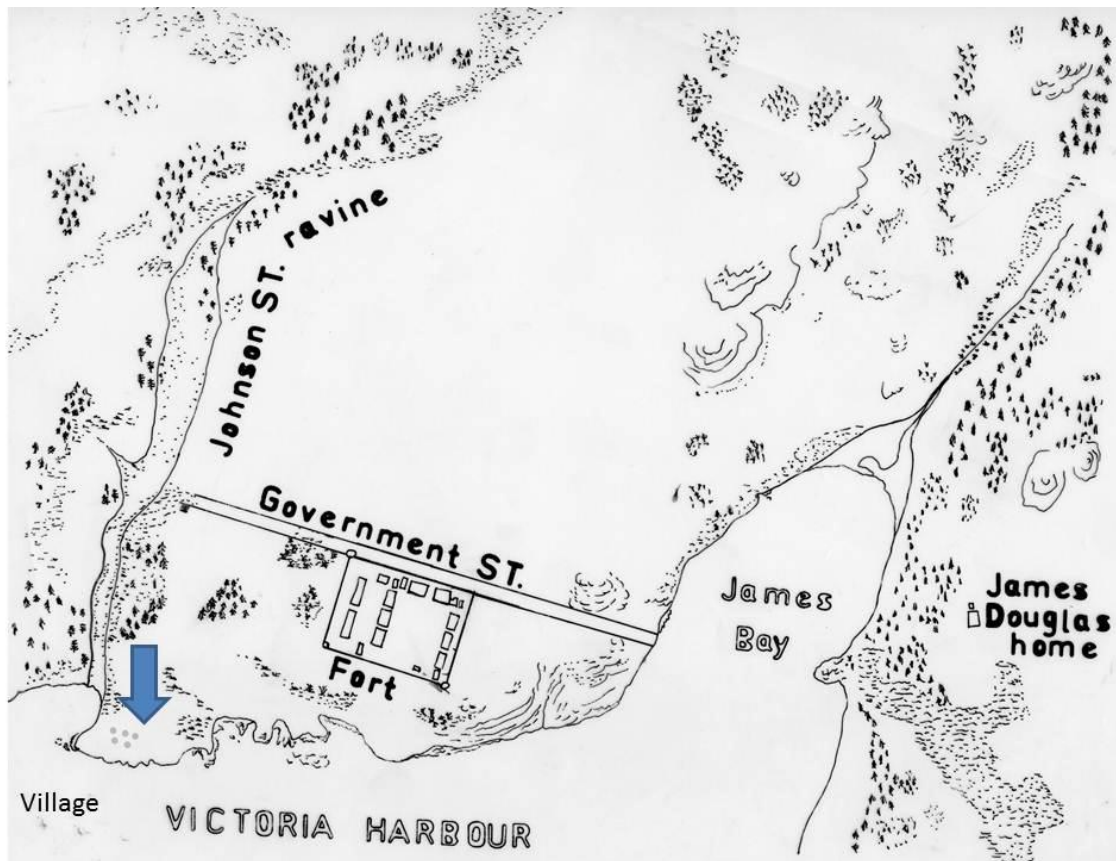 ravine
Johnson ST.
Government ST.
Fort
James
Bay
James
Douglas
home
Village
VICTORIA HARBOUR